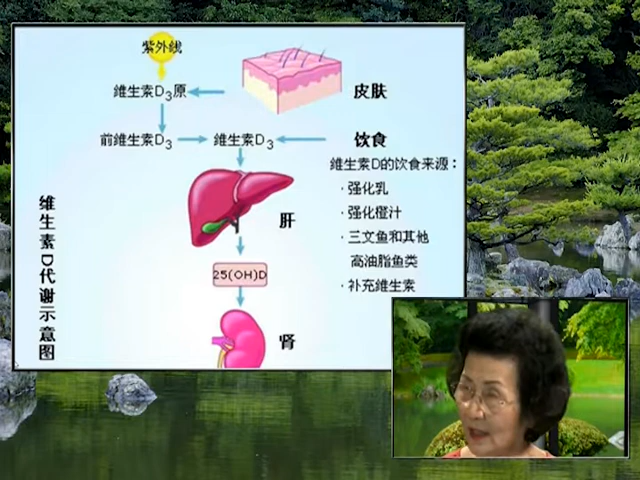 紫外线
维生素D3原
皮肤
前维生素D3
维生素D3
饮食
维生素D的饮食来源：
·强化乳
·强化橙汁
·三文鱼和其他
高油脂鱼类
·补充维生素
肝
25(OH)D
肾
维生素D代谢示意图